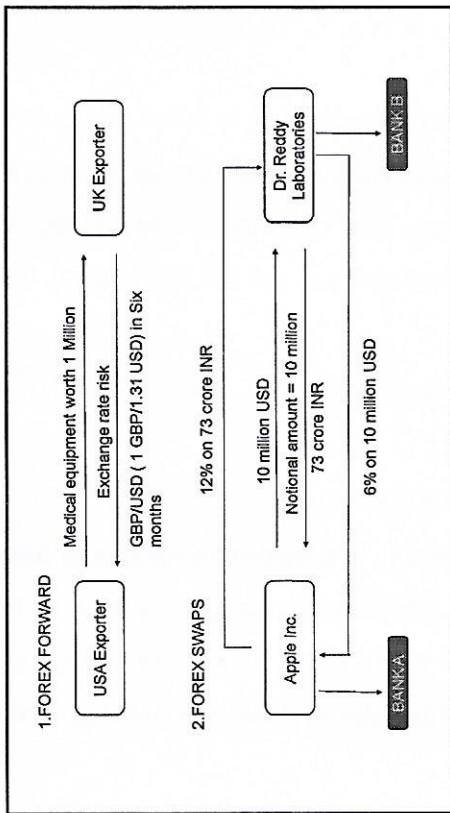 1.FOREX FORWARD
USA Exporter
Medical equipment worth 1 Million
Exchange rate risk
GBP/USD ( 1 GBP/1.31 USD) in Six
months
UK Exporter
2.FOREX SWAPS
12% on 73 crore INR
Apple Inc.
10 million USD
Notional amount = 10 million
73 crore INR
Dr. Reddy
Laboratories
6% on 10 million USD
BANK A
BANK B